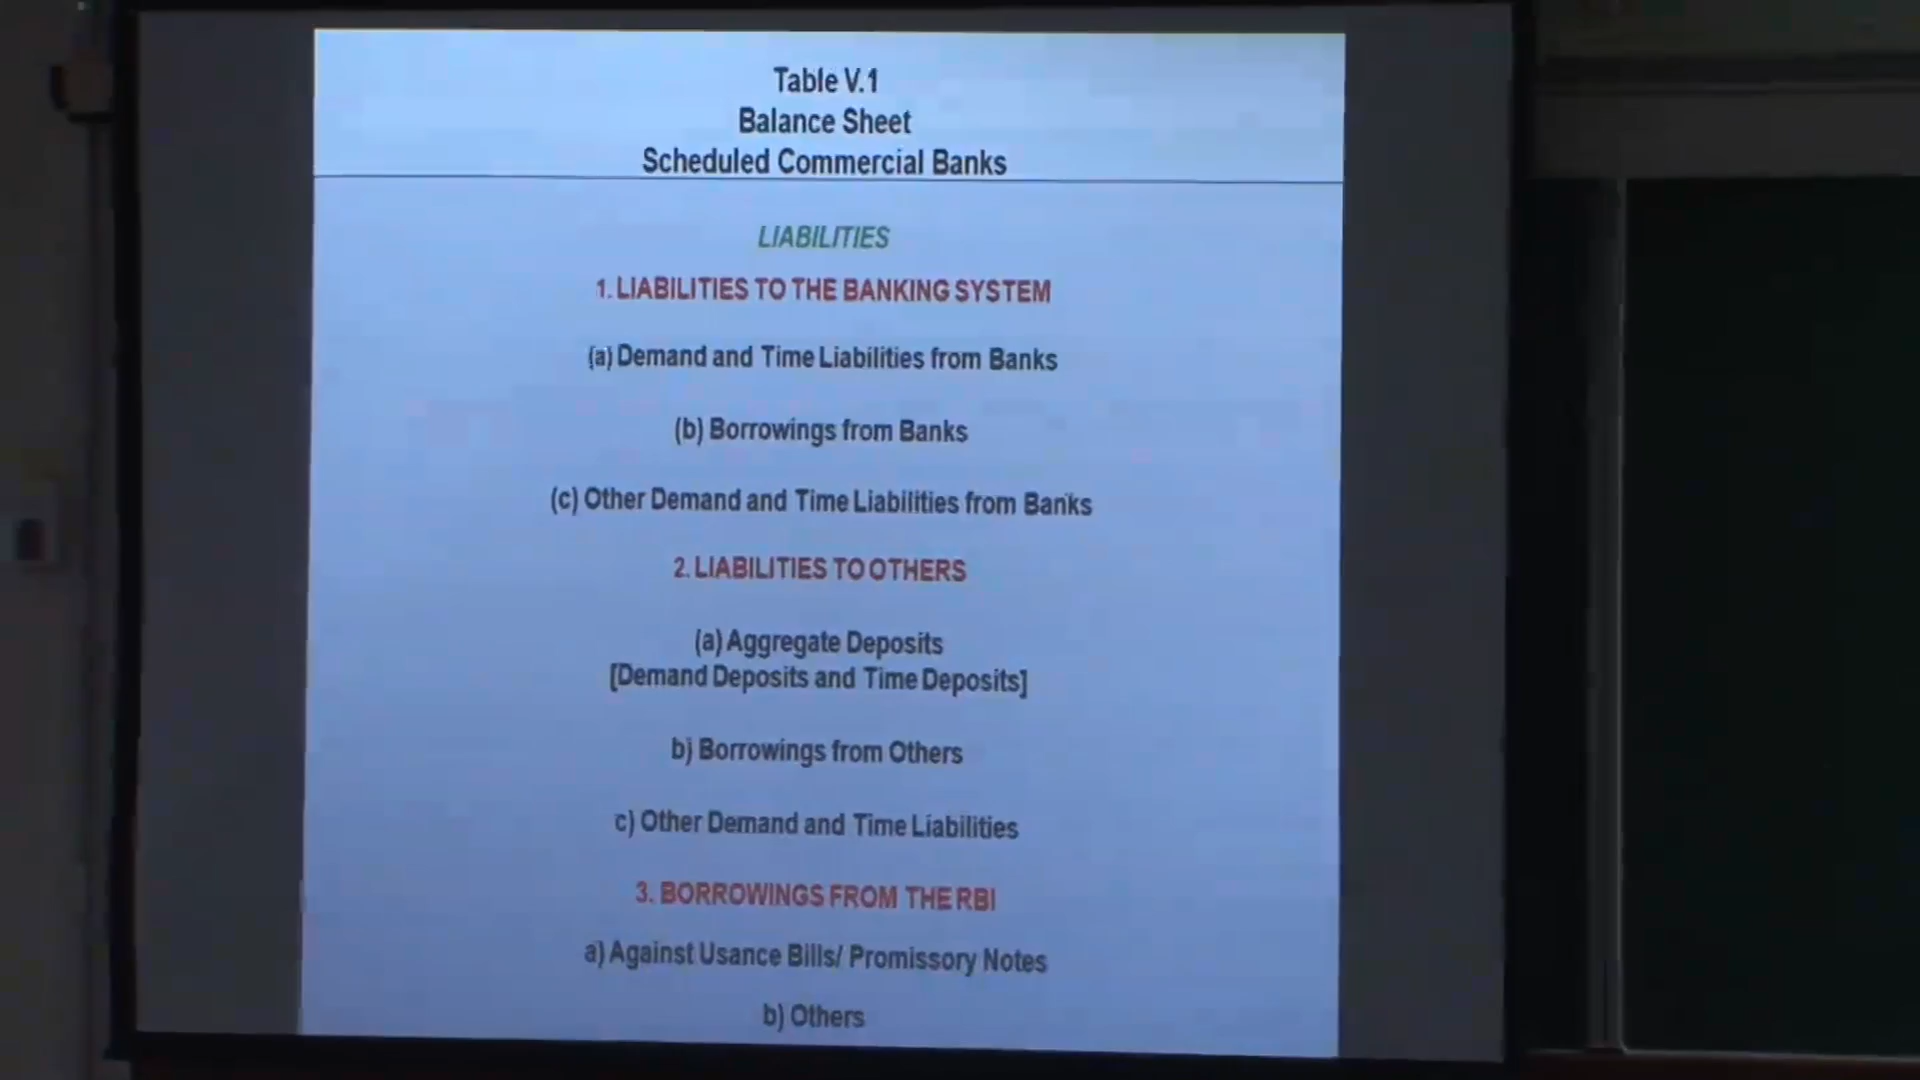 Table V.1
Balance Sheet
Scheduled Commercial Banks
LIABILITIES
1. LIABILITIES TO THE BANKING SYSTEM
(a) Demand and Time Liabilities from Banks
(b) Borrowings from Banks
(c) Other Demand and Time Liabilities from Banks
2. LIABILITIES TO OTHERS
(a) Aggregate Deposits
[Demand Deposits and Time Deposits]
b) Borrowings from Others
c) Other Demand and Time Liabilities
3. BORROWINGS FROM THE RBI
a) Against Usance Bills/ Promissory Notes
b) Others